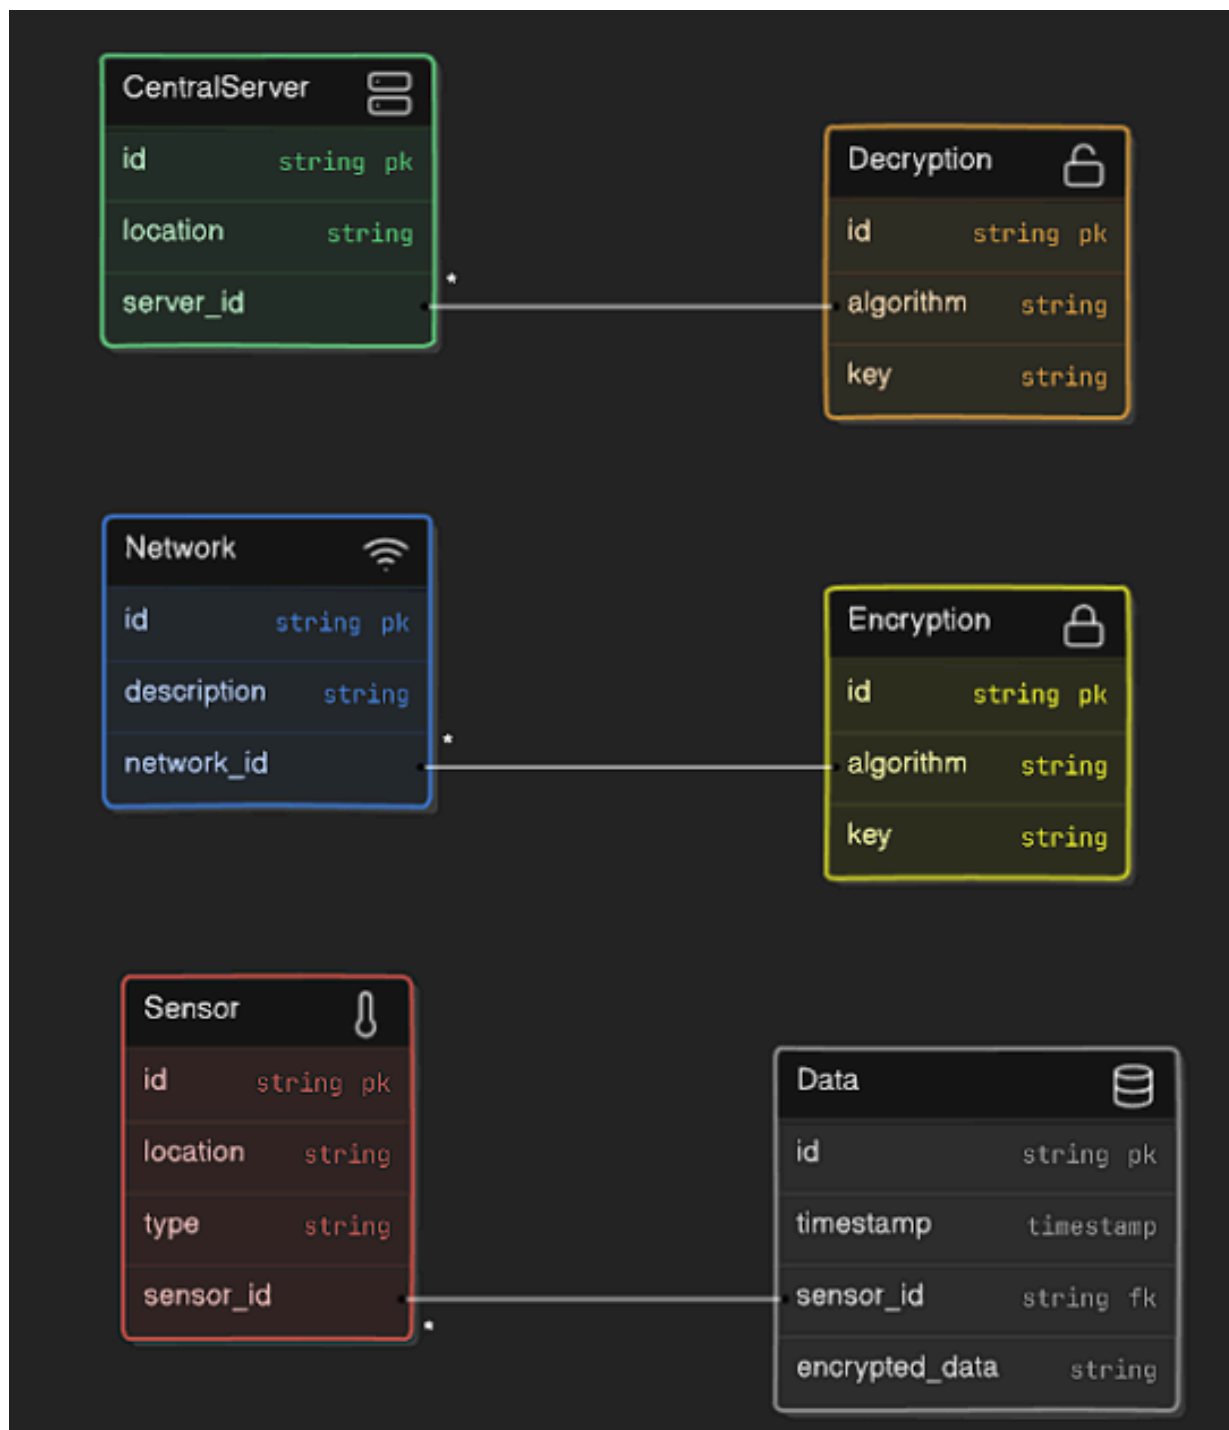 CentralServer
id string pk
location string
server_id
*
Decryption
id string pk
algorithm string
key string
Network
id string pk
description string
network_id
*
Encryption
id string pk
algorithm string
key string
Sensor
id string pk
location string
type string
sensor_id
*
Data
id string pk
timestamp timestamp
sensor_id string fk
encrypted_data string